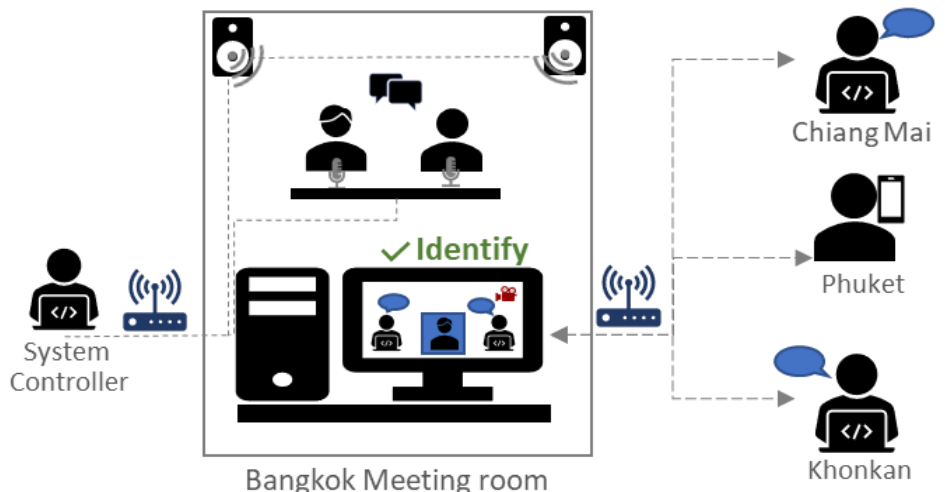 Identify
</>
System
Controller
Bangkok Meeting room
</>
Chiang Mai
Phuket
</>
Khonkan